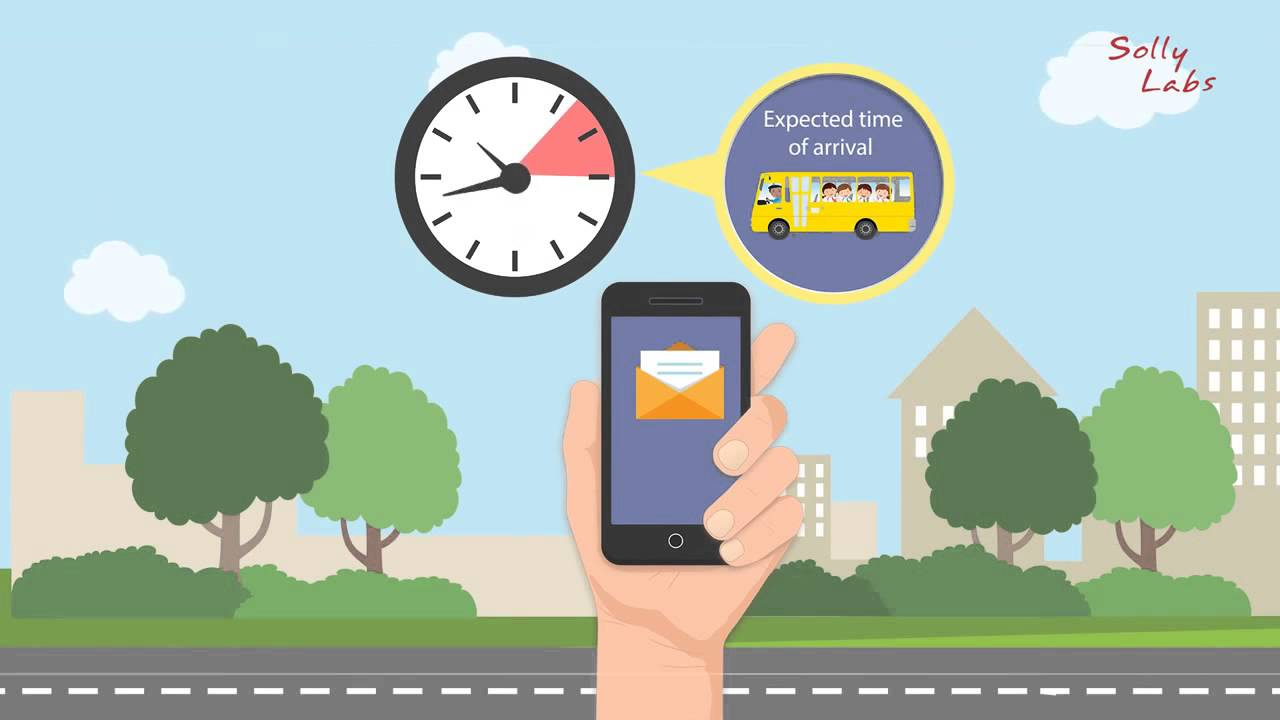 Solly
Labs
Expected time
of arrival